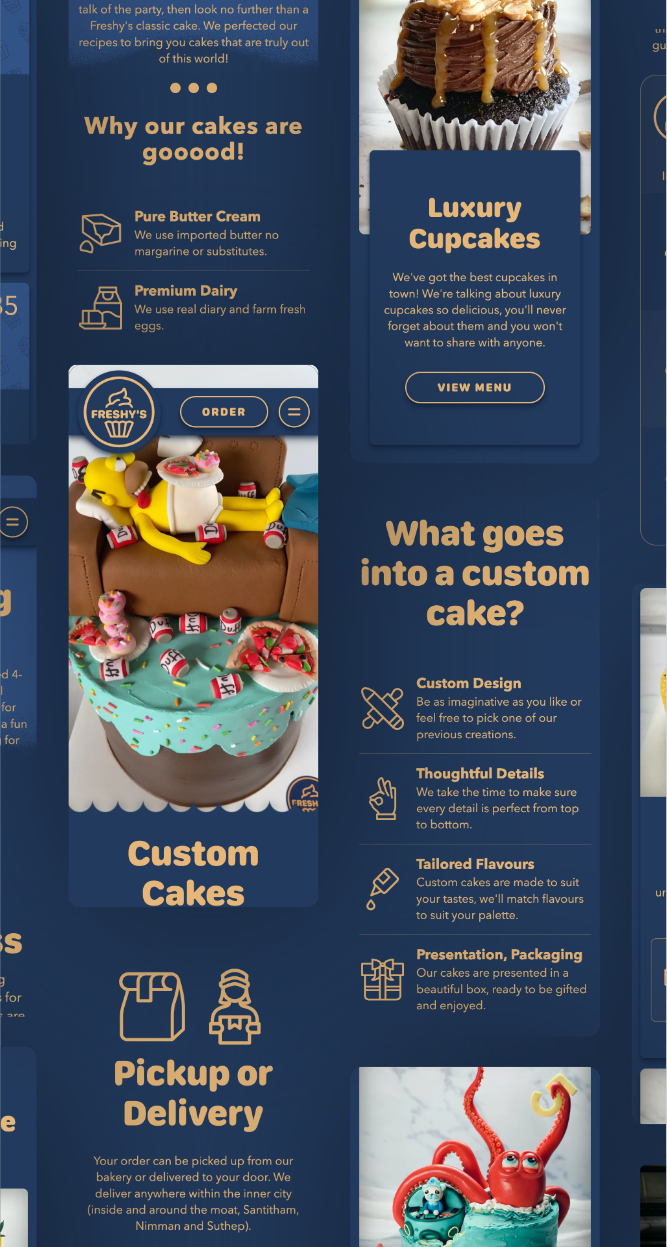 talk of the party, then look no further than a
Freshy's classic cake. We perfected our
recipes to bring you cakes that are truly out
of this world!
Why our cakes are
gooood!
Pure Butter Cream
We use imported butter no
margarine or substitutes.
Premium Dairy
We use real diary and farm fresh
eggs.
FRESHY'S
ORDER
Duff
Duff
Duff
Duff
Custom
Cakes
Pickup or
Delivery
Your order can be picked up from our
bakery or delivered to your door. We
deliver anywhere within the inner city
(inside and around the moat, Santitham,
Nimman and Suthep).
Luxury
Cupcakes
We've got the best cupcakes in
town! We're talking about luxury
cupcakes so delicious, you'll never
forget about them and you won't
want to share with anyone.
VIEW MENU
What goes
into a custom
cake?
Custom Design
Be as imaginative as you like or
feel free to pick one of our
previous creations.
Thoughtful Details
We take the time to make sure
every detail is perfect from top
to bottom.
Tailored Flavours
Custom cakes are made to suit
your tastes, we'll match flavours
to suit your palette.
Presentation, Packaging
Our cakes are presented in a
beautiful box, ready to be gifted
and enjoyed.